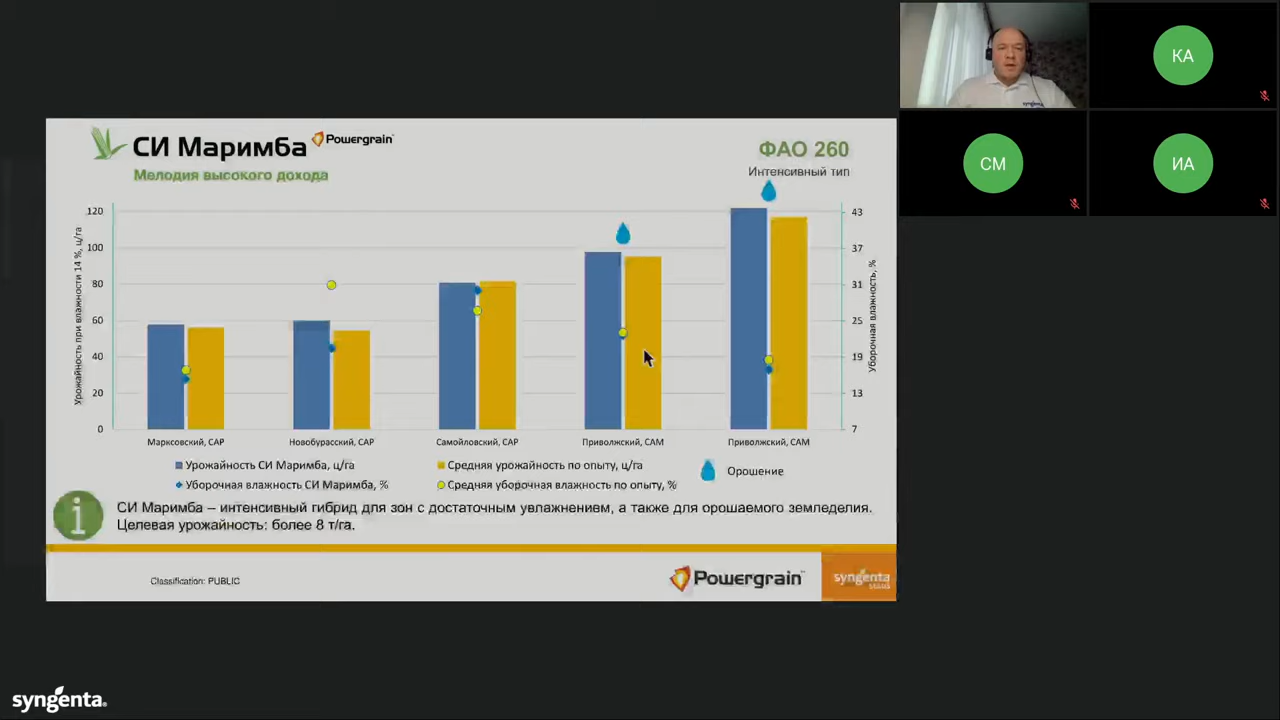 СИ Маримба Powergrain
Мелодия высокого дохода
ФАО 260
Интенсивный тип
Урожайность при влажности 14 %, ц/га
120
100
80
60
40
20
0
43
37
31
25
19
13
7
Уборочная влажность, %
Марксовский, САР
Новобурасский, САР
Самойловский, САР
Приволжский, САМ
Приволжский, САМ
Урожайность СИ Маримба, ц/га
Средняя урожайность по опыту, ц/га
Орошение
Уборочная влажность СИ Маримба, %
Средняя уборочная влажность по опыту, %
СИ Маримба – интенсивный гибрид для зон с достаточным увлажнением, а также для орошаемого земледелия.
Целевая урожайность: более 8 т/га.
Classification: PUBLIC
Powergrain
syngenta
КА
СМ
ИА
syngenta